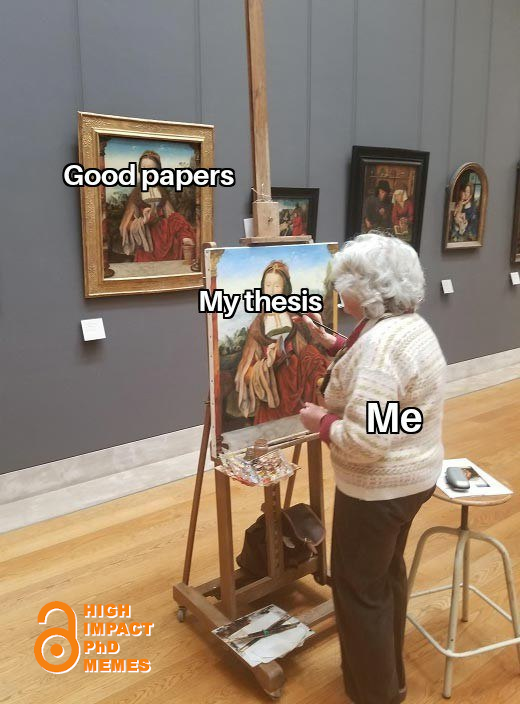 Good papers
My thesis
Me
HIGH
IMPACT
PhD
MEMES